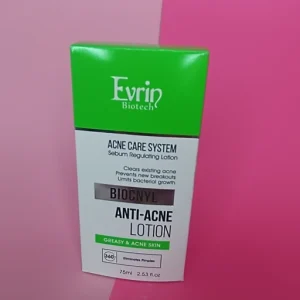 Evrin
Biotech
ACNE CARE SYSTEM
Sebum Regulating Lotion
Clears existing acne
Prevents new breakouts
Limits bacterial growth
BIOCNYL
ANTI-ACNE
LOTION
GREASY & ACNE SKIN
75ml 2.53 fl.oz